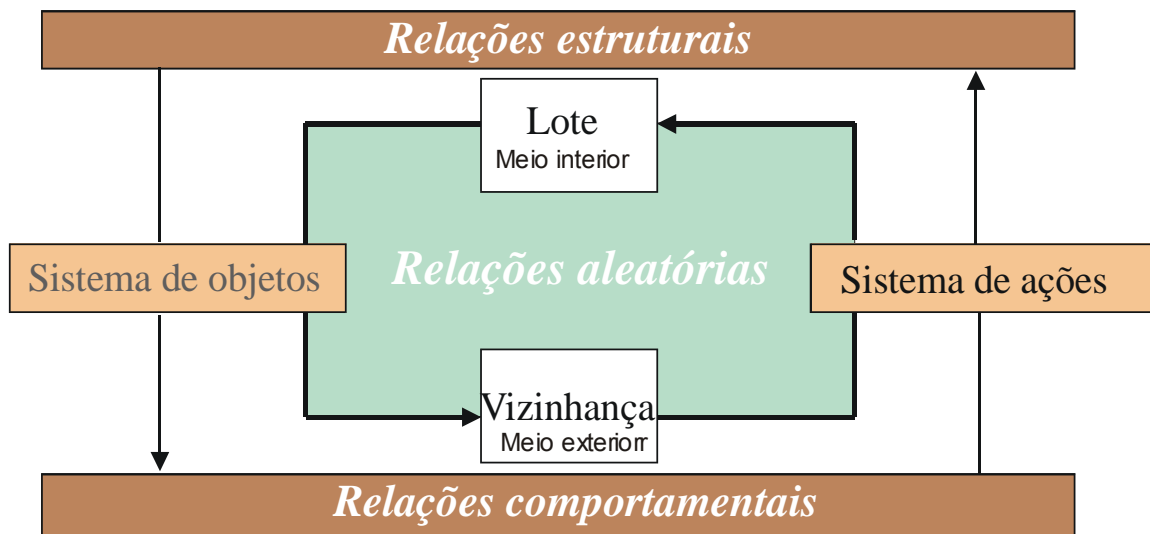 Relações estruturais
Lote
Meio interior
Sistema de objetos
Relações aleatórias
Sistema de ações
Vizinhança
Meio exteriorr
Relações comportamentais